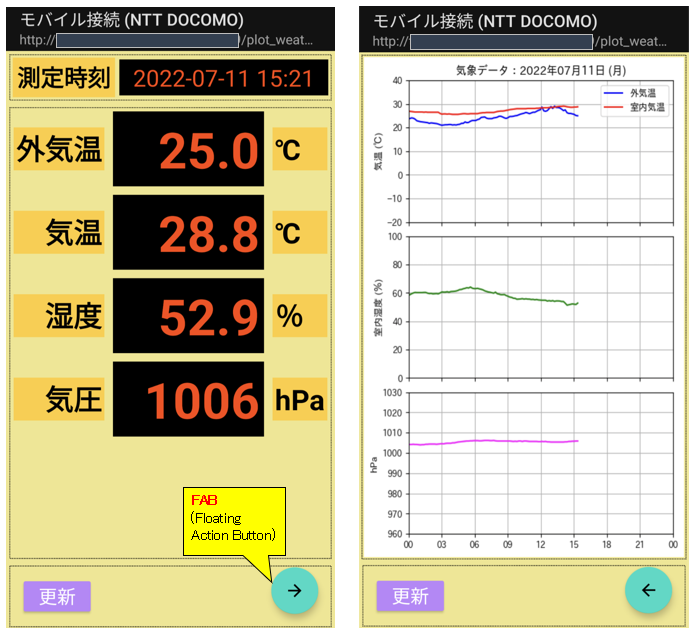 モバイル接続 (NTT DOCOMO)
http:// /plot_weat…
測定時刻 2022-07-11 15:21
外気温 25.0 ℃
気温 28.8 ℃
湿度 52.9 %
気圧 1006 hPa
FAB
(Floating
Action Button)
更新
モバイル接続 (NTT DOCOMO)
http:// /plot_weat…
気象データ：2022年07月11日 (月)
外気温
室内気温
40
30
20
10
0
−10
−20
気温 (℃)
100
80
60
40
20
0
室内湿度 (%)
1030
1020
1010
1000
990
980
970
960
hPa
00 03 06 09 12 15 18 21 00
更新